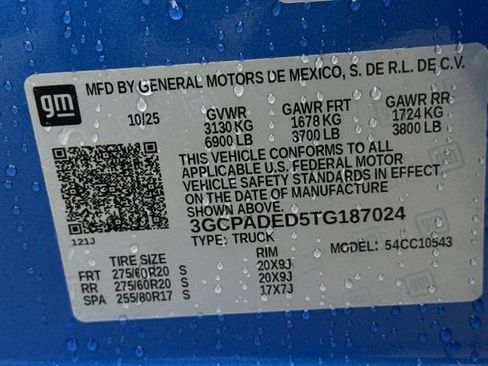 gm
MFD BY GENERAL MOTORS DE MEXICO, S. DE R.L. DE C.V.
10/25 GVWR GAWR FRT GAWR RR
3130 KG 1678 KG 1724 KG
6900 LB 3700 LB 3800 LB
THIS VEHICLE CONFORMS TO ALL
APPLICABLE U.S. FEDERAL MOTOR
VEHICLE SAFETY STANDARDS IN EFFECT
ON THE DATE OF MANUFACTURE
SHOWN ABOVE.
3GCPADED5TG187024
121J TYPE: TRUCK MODEL: 54CC10543
TIRE SIZE RIM
FRT 275/60R20 S 20X9J
RR 275/60R20 S 20X9J
SPA 255/80R17 S 17X7J